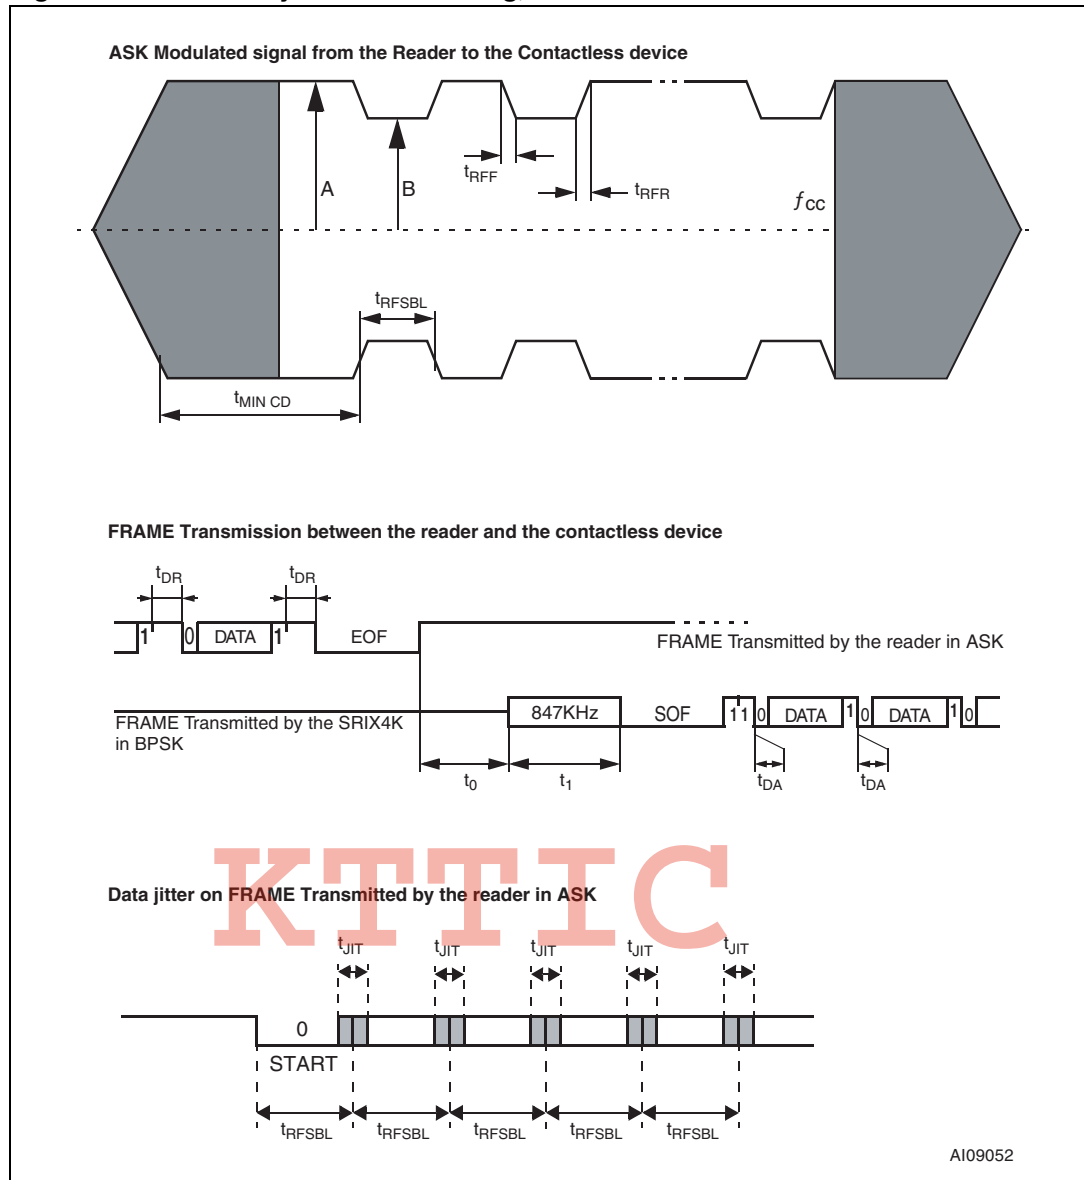 ASK Modulated signal from the Reader to the Contactless device
A
B
tRFF
tRFR
ƒcc
tRFSBL
tMIN CD
FRAME Transmission between the reader and the contactless device
tDR
tDR
1 0 DATA 1 EOF
FRAME Transmitted by the reader in ASK
847KHz SOF 1 1 0 DATA 1 0 DATA 1 0
FRAME Transmitted by the SRIX4K
in BPSK
t0
t1
tDA
tDA
KTTIC
Data jitter on FRAME Transmitted by the reader in ASK
tJIT tJIT tJIT tJIT tJIT
0
START
tRFSBL tRFSBL tRFSBL tRFSBL tRFSBL
AI09052